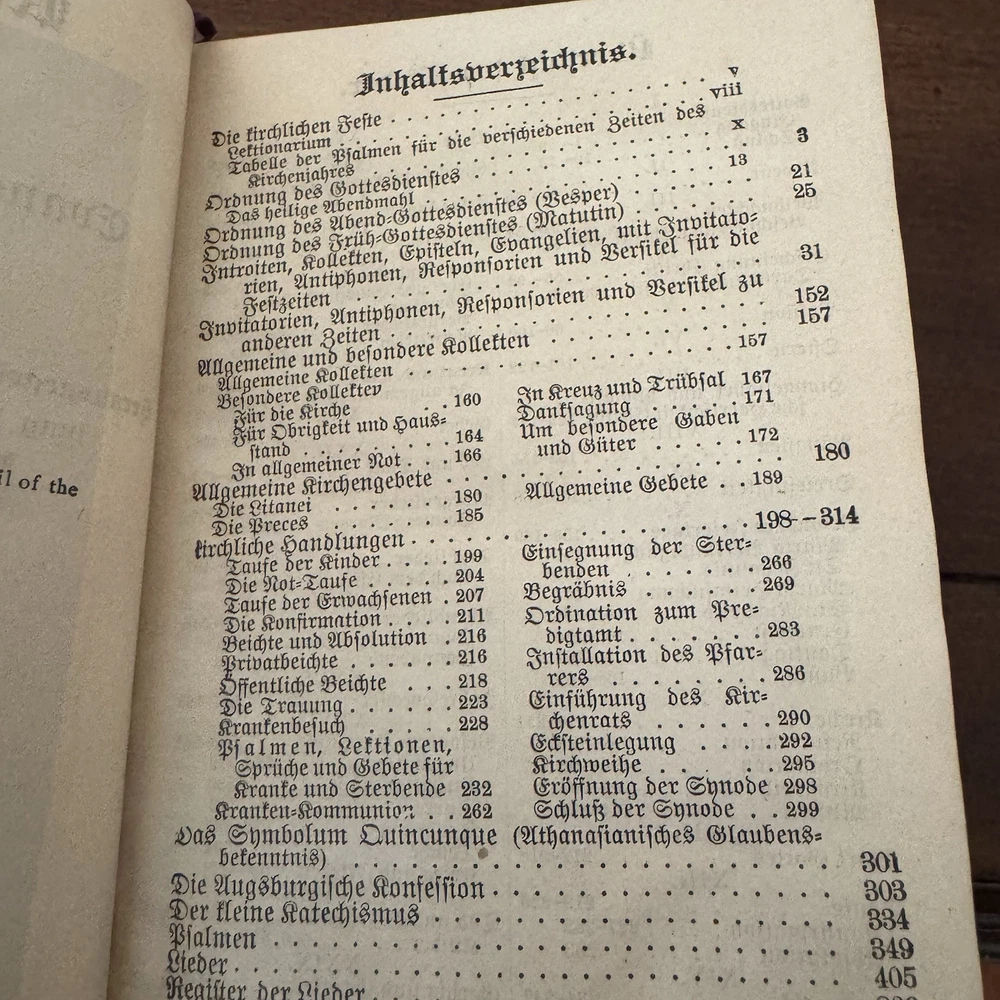 il of the
Inhaltsverzeichnis.
Die kirchlichen Feste . . . . . . . . . . v
Lektionarium . . . . . . . . . . viii
Tabelle der Psalmen für die verschiedenen Zeiten des
Kirchenjahres . . . . . . . . . . x
Ordnung des Gottesdienstes . . . . . . . . . . 3
Das heilige Abendmahl . . . . . . . . . . 13
Ordnung des Abend-Gottesdienstes (Vesper) . . . . . 21
Ordnung des Früh-Gottesdienstes (Matutin) . . . . . 25
Introiten, Kollekten, Episteln, Evangelien, mit Invitato-
rien, Antiphonen, Responsorien und Versikel für die
Festzeiten . . . . . . . . . . 31
Invitatorien, Antiphonen, Responsorien und Versikel zu
anderen Zeiten . . . . . . . . . . 152
Allgemeine und besondere Kollekten . . . . . . . 157
Allgemeine Kollekten . . . . . . . . . . 157
Besondere Kollekten
Für die Kirche . . 160
Für Obrigkeit und Haus-
stand . . . . . . . 164
In allgemeiner Not . . . 166
In Kreuz und Trübsal 167
Danksagung . . . . . 171
Um besondere Gaben
und Güter . . . . . 172
Allgemeine Kirchengebete . . . . . . . . . . 180
Die Litanei . . . . . 180
Die Preces . . . . . 185
Allgemeine Gebete . . 189
kirchliche Handlungen . . . . . . . . . . 198--314
Taufe der Kinder . . . . 199
Die Not-Taufe . . . . . 204
Taufe der Erwachsenen . 207
Die Konfirmation . . . . 211
Beichte und Absolution . 216
Privatbeichte . . . . . . 216
Öffentliche Beichte . . . 218
Die Trauung . . . . . . 223
Krankenbesuch . . . . . 228
Psalmen, Lektionen,
Sprüche und Gebete für
Kranke und Sterbende 232
Kranken-Kommunion . . 262
Einsegnung der Ster-
benden . . . . . . 266
Begräbnis . . . . . 269
Ordination zum Pre-
digtamt . . . . . . . 283
Installation des Pfar-
rers . . . . . . . 286
Einführung des Kir-
chenrats . . . . . . 290
Ecksteinlegung . . . . 292
Kirchweihe . . . . 295
Eröffnung der Synode 298
Schluß der Synode . . 299
Das Symbolum Quincunque (Athanasianisches Glaubens-
bekenntnis) . . . . . . . . . . 301
Die Augsburgische Konfession . . . . . . . . . . 303
Der kleine Katechismus . . . . . . . . . . 334
Psalmen . . . . . . . . . . 349
Lieder . . . . . . . . . . 405
Register der Lieder . . . . . . . . . .